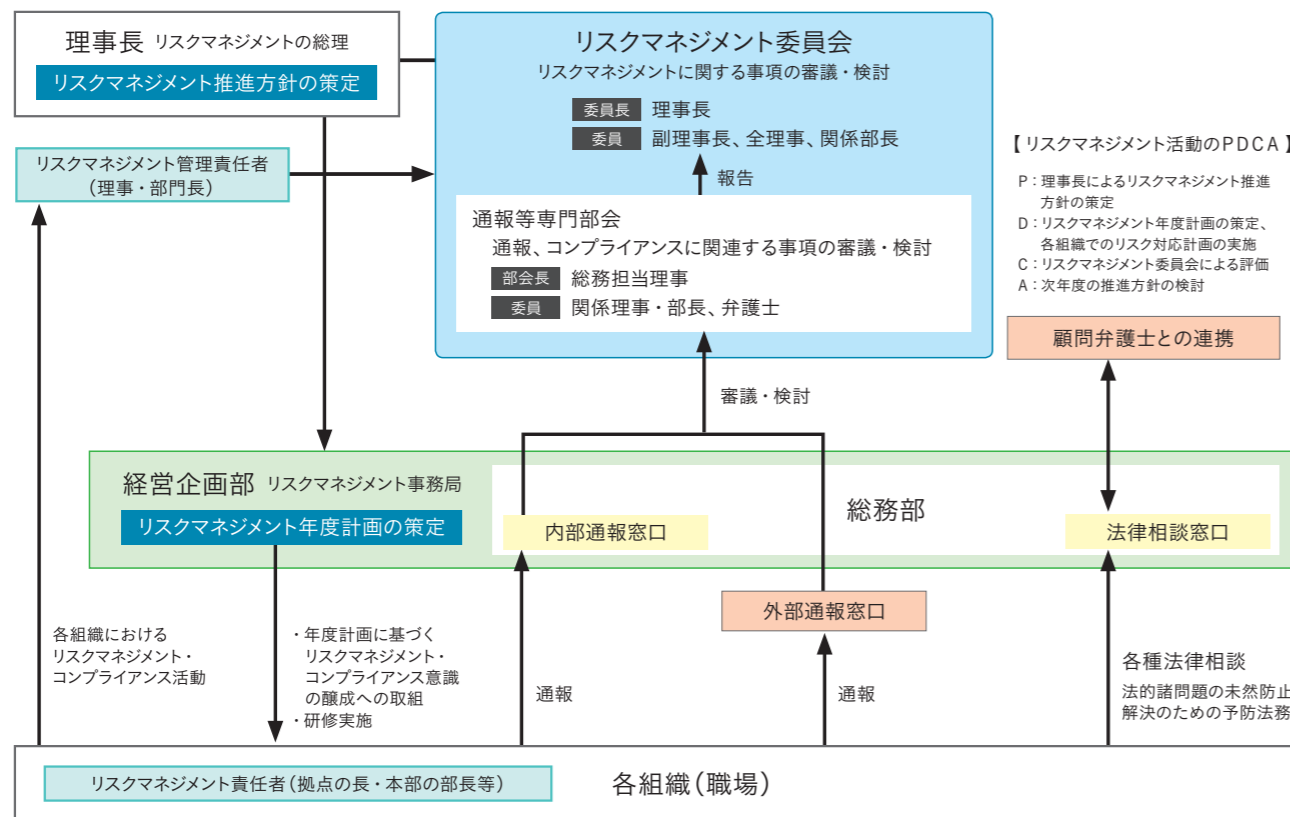 理事長 リスクマネジメントの総理
リスクマネジメント推進方針の策定
リスクマネジメント委員会
リスクマネジメントに関する事項の審議・検討
委員長 理事長
委員 副理事長、全理事、関係部長
報告
通報等専門部会
通報、コンプライアンスに関連する事項の審議・検討
部会長 総務担当理事
委員 関係理事・部長、弁護士
リスクマネジメント管理責任者
（理事・部門長）
【リスクマネジメント活動のPDCA】
P：理事長によるリスクマネジメント推進
方針の策定
D：リスクマネジメント年度計画の策定、
各組織でのリスク対応計画の実施
C：リスクマネジメント委員会による評価
A：次年度の推進方針の検討
顧問弁護士との連携
審議・検討
経営企画部 リスクマネジメント事務局
リスクマネジメント年度計画の策定
総務部
内部通報窓口
法律相談窓口
外部通報窓口
各組織における
リスクマネジメント・
コンプライアンス活動
・年度計画に基づく
リスクマネジメント・
コンプライアンス意識
の醸成への取組
・研修実施
通報
通報
各種法律相談
法的諸問題の未然防止
解決のための予防法務
リスクマネジメント責任者（拠点の長・本部の部長等）
各組織（職場）